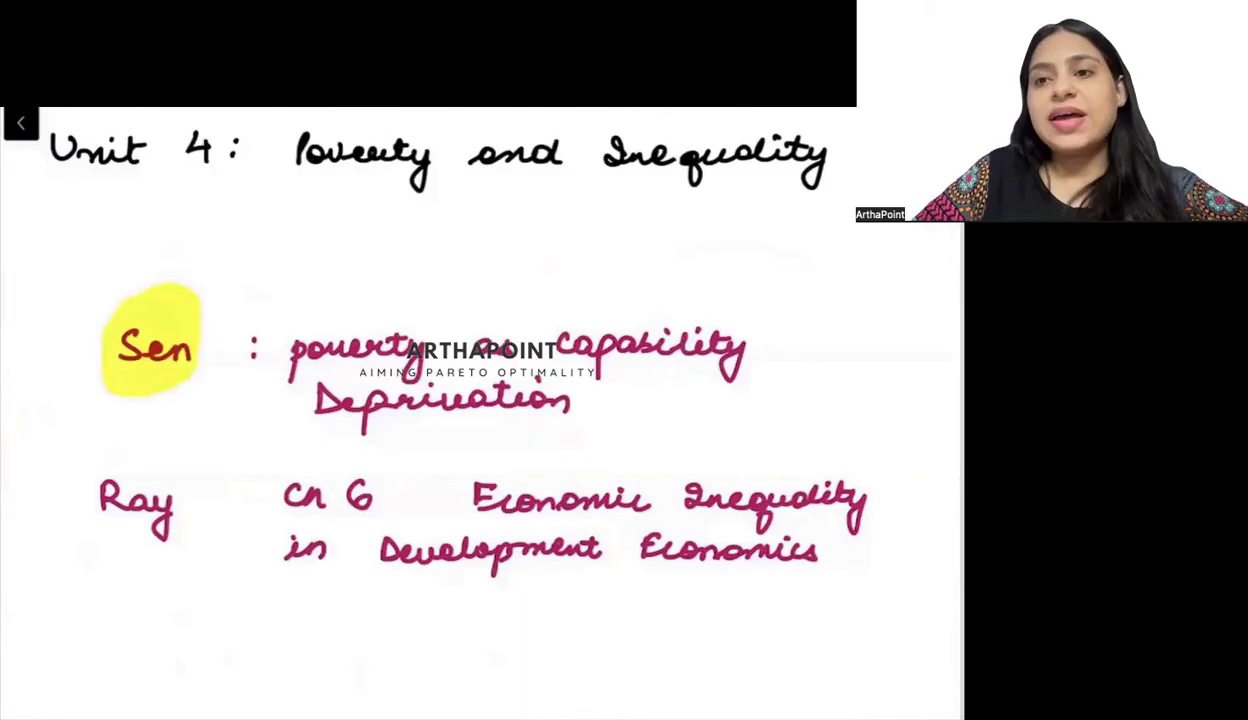 Unit 4: Poverty and Inequality
ArthaPoint
Sen : poverty as capability
ARTHAPOINT
AIMING PARETO OPTIMALITY
Deprivation
Ray Ch 6 Economic Inequality
in Development Economics